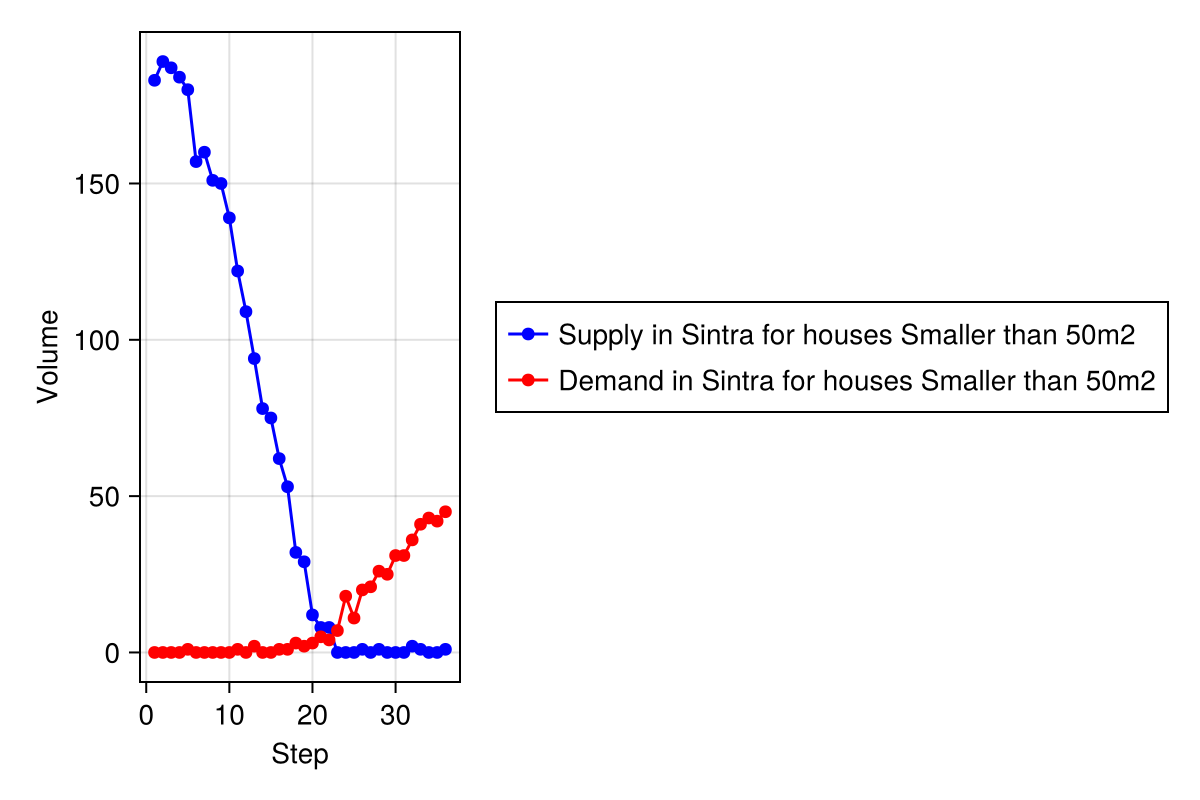 150
100
50
0
Volume
0 10 20 30
Step
Supply in Sintra for houses Smaller than 50m2
Demand in Sintra for houses Smaller than 50m2